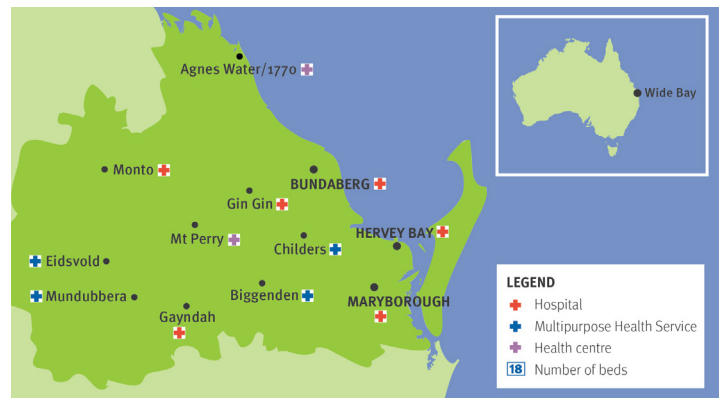 Agnes Water/1770
Wide Bay
Monto
BUNDABERG
Gin Gin
Mt Perry
HERVEY BAY
Childers
Eidsvold
Mundubbera
Biggenden
MARYBOROUGH
Gayndah
LEGEND
Hospital
Multipurpose Health Service
Health centre
18 Number of beds